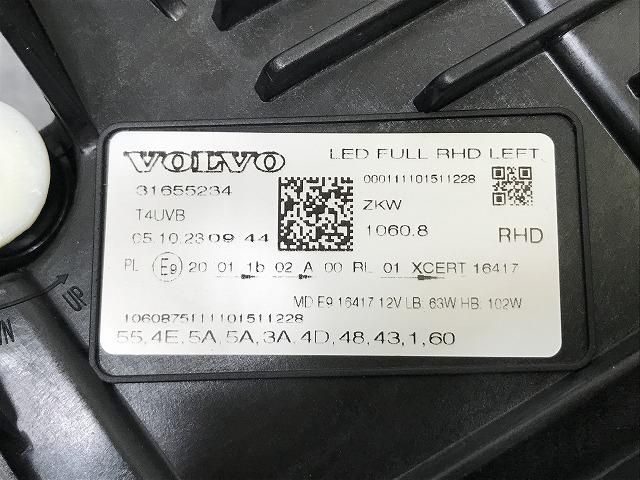 VOLVO LED FULL RHD LEFT
31655234 000111101511228
T4UVB ZKW
05.10.23 09 44 1060.8 RHD
PL E9 20 01 1b 02 A 00 RL 01 XCERT 16417
MD E9 16417 12V LB: 63W HB: 102W
10608751111101511228
55,4E,5A,5A,3A,4D,48,43,1,60
UP